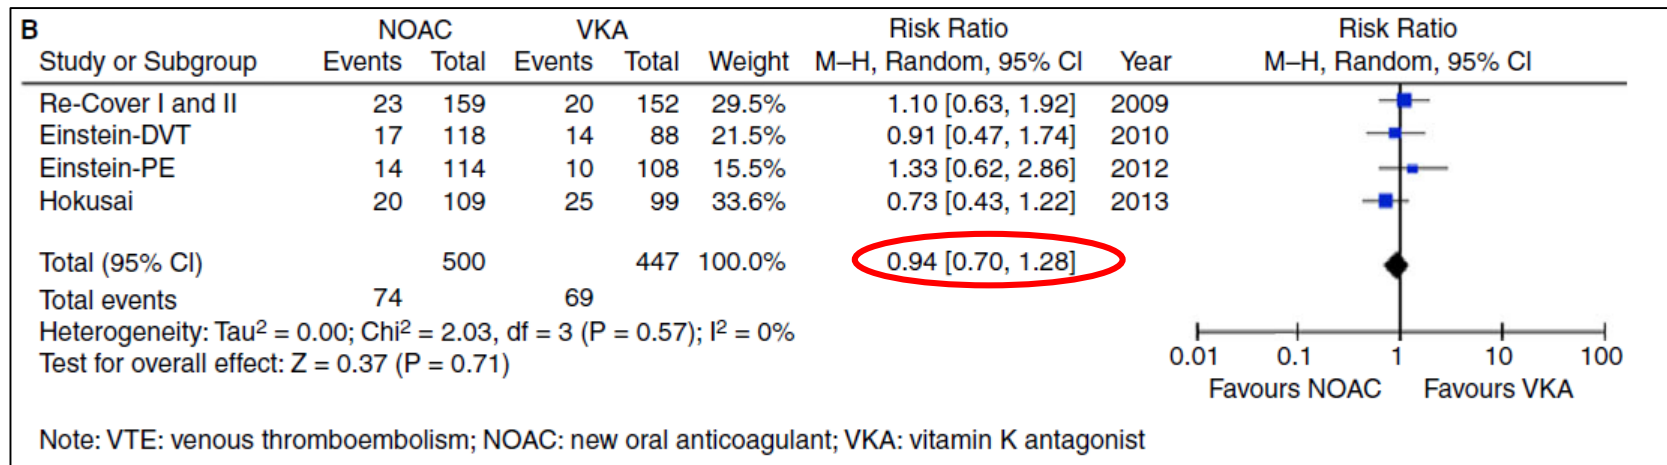 B NOAC VKA Risk Ratio Risk Ratio
Study or Subgroup Events Total Events Total Weight M–H, Random, 95% CI Year M–H, Random, 95% CI
Re-Cover I and II 23 159 20 152 29.5% 1.10 [0.63, 1.92] 2009
Einstein-DVT 17 118 14 88 21.5% 0.91 [0.47, 1.74] 2010
Einstein-PE 14 114 10 108 15.5% 1.33 [0.62, 2.86] 2012
Hokusai 20 109 25 99 33.6% 0.73 [0.43, 1.22] 2013
Total (95% CI) 500 447 100.0% 0.94 [0.70, 1.28]
Total events 74 69
Heterogeneity: Tau² = 0.00; Chi² = 2.03, df = 3 (P = 0.57); I² = 0%
Test for overall effect: Z = 0.37 (P = 0.71)
0.01 0.1 1 10 100
Favours NOAC Favours VKA
Note: VTE: venous thromboembolism; NOAC: new oral anticoagulant; VKA: vitamin K antagonist